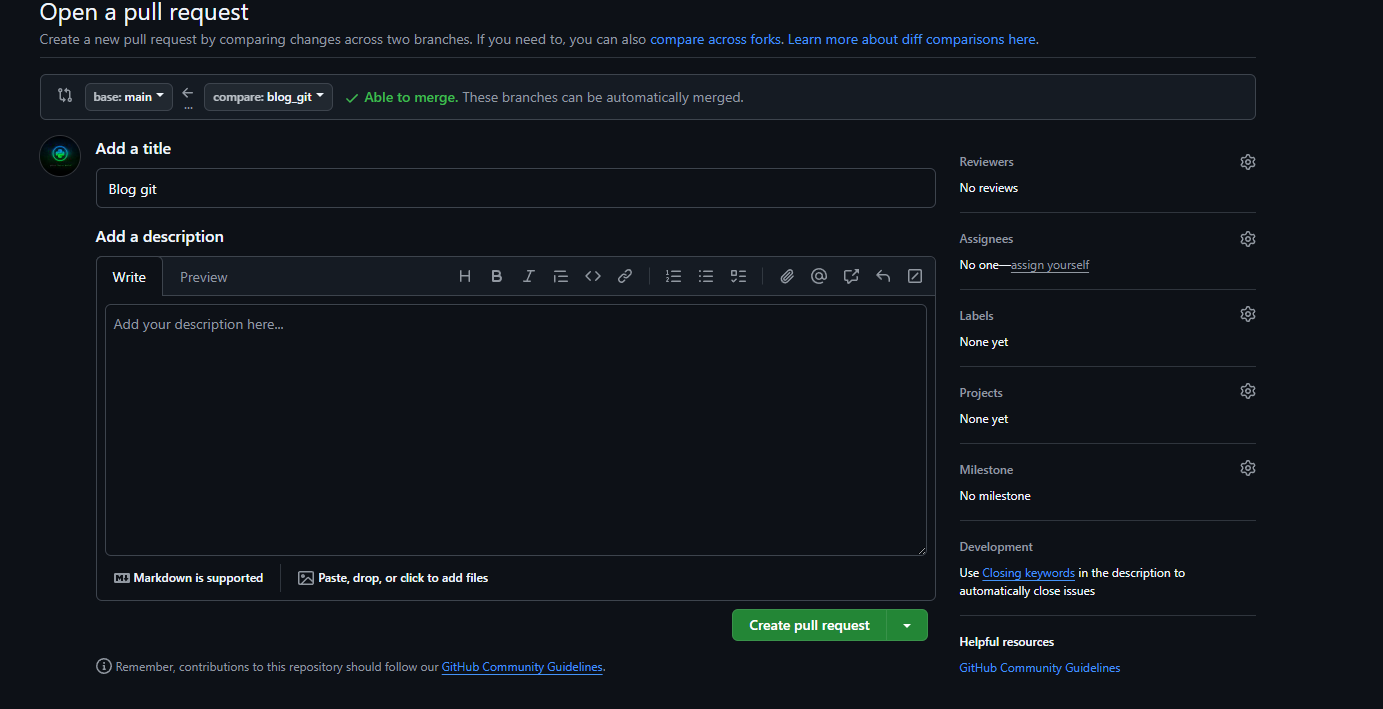 Open a pull request
Create a new pull request by comparing changes across two branches. If you need to, you can also compare across forks. Learn more about diff comparisons here.
base: main
...
compare: blog_git
Able to merge. These branches can be automatically merged.
Add a title
Blog git
Add a description
Write
Preview
Add your description here...
Markdown is supported
Paste, drop, or click to add files
Create pull request
Remember, contributions to this repository should follow our GitHub Community Guidelines.
Reviewers
No reviews
Assignees
No one—assign yourself
Labels
None yet
Projects
None yet
Milestone
No milestone
Development
Use Closing keywords in the description to
automatically close issues
Helpful resources
GitHub Community Guidelines